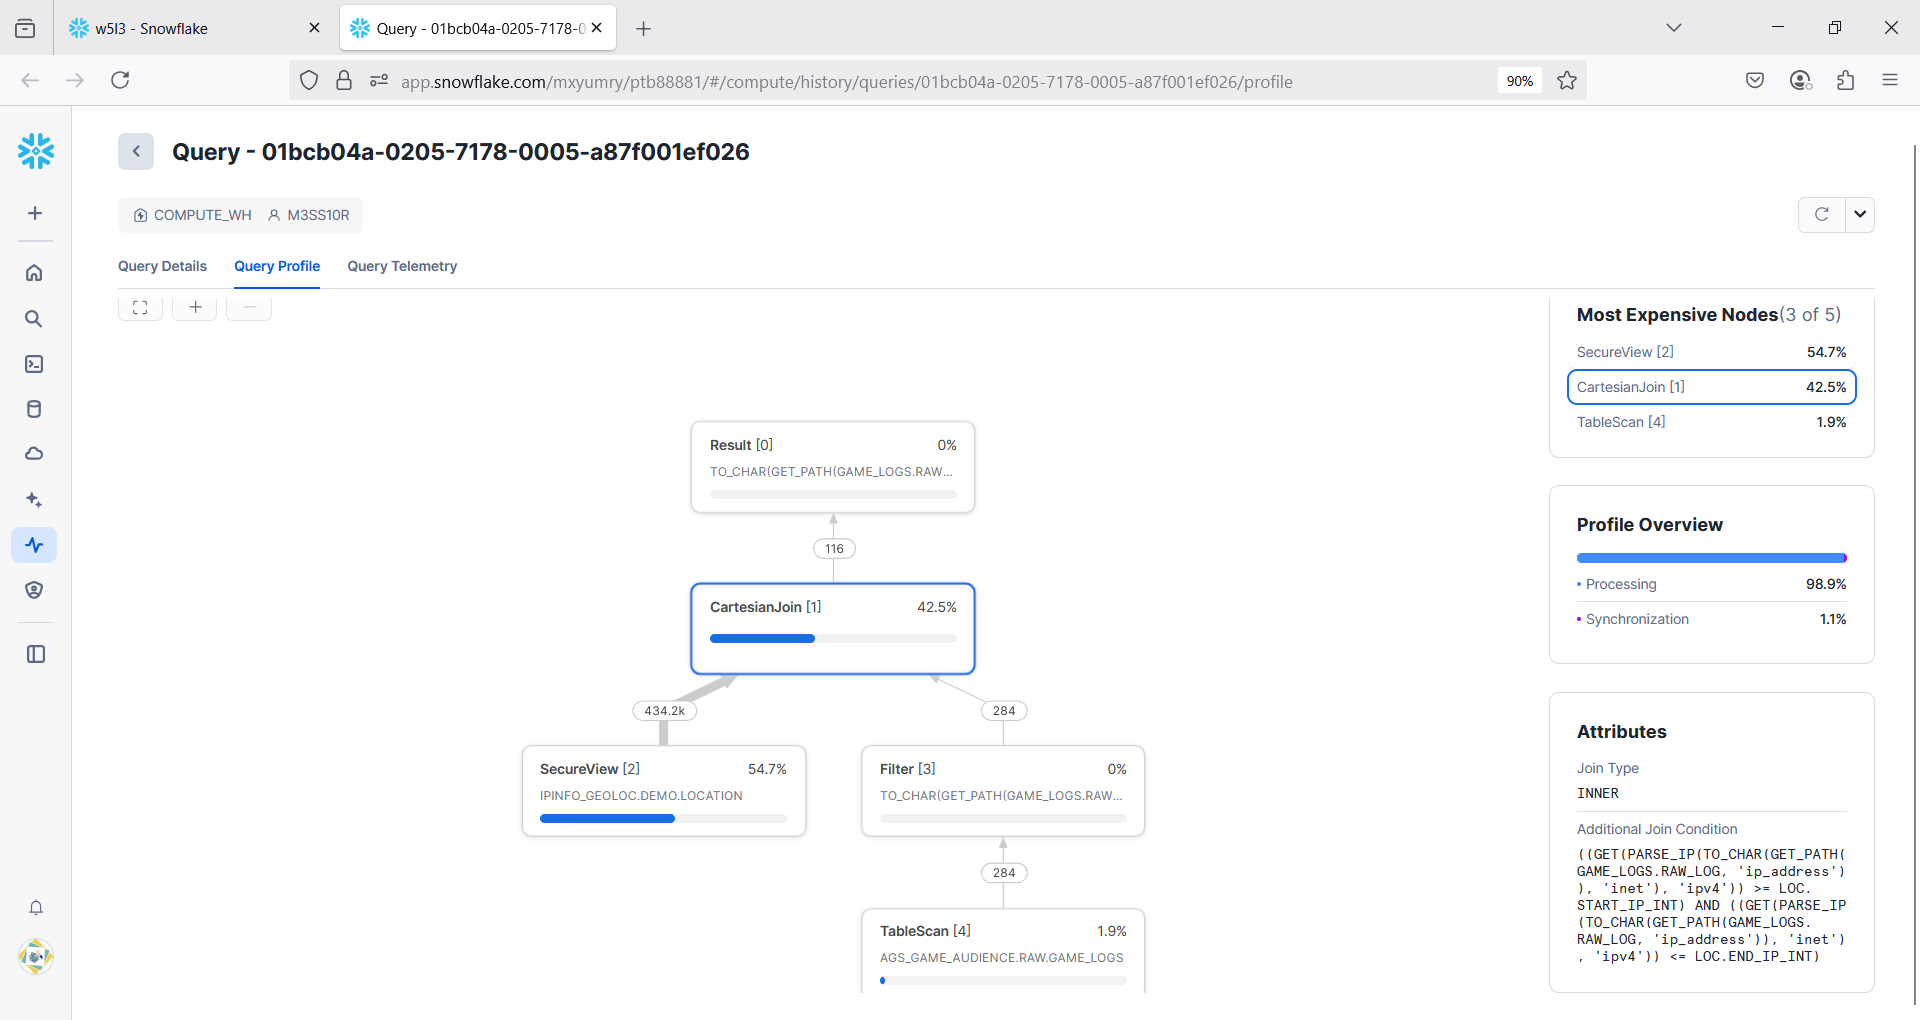 w5l3 - Snowflake
Query - 01bcb04a-0205-7178-0
app.snowflake.com/mxyumry/ptb88881/#/compute/history/queries/01bcb04a-0205-7178-0005-a87f001ef026/profile
90%
Query - 01bcb04a-0205-7178-0005-a87f001ef026
COMPUTE_WH M3SS10R
Query Details Query Profile Query Telemetry
Result [0] 0%
TO_CHAR(GET_PATH(GAME_LOGS.RAW...
116
CartesianJoin [1] 42.5%
434.2k
284
SecureView [2] 54.7%
IPINFO_GEOLOC.DEMO.LOCATION
Filter [3] 0%
TO_CHAR(GET_PATH(GAME_LOGS.RAW...
284
TableScan [4] 1.9%
AGS_GAME_AUDIENCE.RAW.GAME_LOGS
Most Expensive Nodes(3 of 5)
SecureView [2] 54.7%
CartesianJoin [1] 42.5%
TableScan [4] 1.9%
Profile Overview
Processing 98.9%
Synchronization 1.1%
Attributes
Join Type
INNER
Additional Join Condition
((GET(PARSE_IP(TO_CHAR(GET_PATH(
GAME_LOGS.RAW_LOG, 'ip_address')
), 'inet'), 'ipv4')) >= LOC.
START_IP_INT) AND ((GET(PARSE_IP
(TO_CHAR(GET_PATH(GAME_LOGS.
RAW_LOG, 'ip_address')), 'inet')
, 'ipv4')) <= LOC.END_IP_INT)